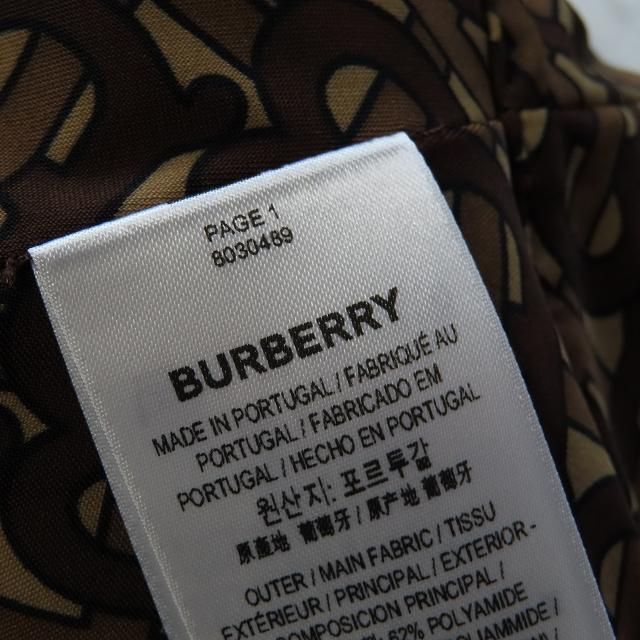 PAGE 1
8030469
BURBERRY
MADE IN PORTUGAL / FABRIQUÉ AU
PORTUGAL / FABRICADO EM
PORTUGAL / HECHO EN PORTUGAL
원산지: 포르투갈
原產地 葡萄牙 / 原产地 葡萄牙
OUTER / MAIN FABRIC / TISSU
EXTÉRIEUR / PRINCIPAL / EXTERIOR-
COMPOSICION PRINCIPAL /
62% POLYAMIDE